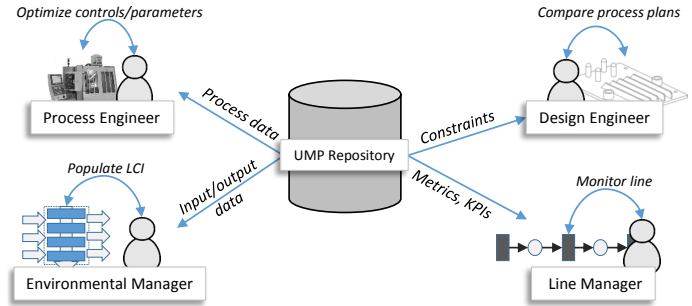 Optimize controls/parameters
Compare process plans
Process Engineer
Process data
UMP Repository
Constraints
Design Engineer
Populate LCI
Input/output
data
Metrics, KPIs
Monitor line
Environmental Manager
Line Manager